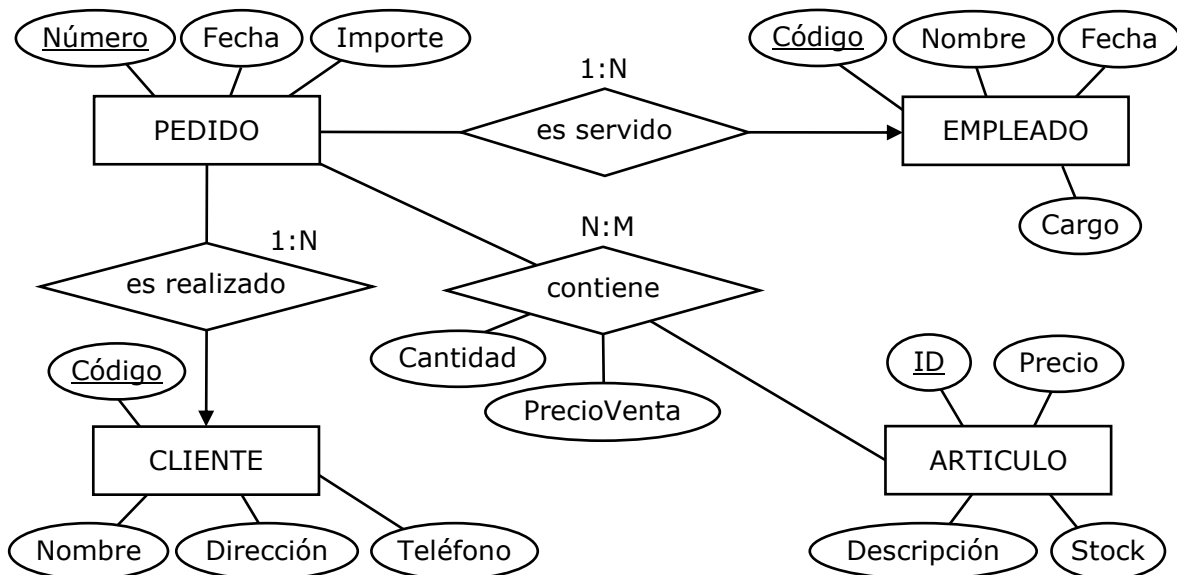 Número
Fecha
Importe
Código
Nombre
Fecha
1:N
PEDIDO
es servido
EMPLEADO
Cargo
1:N
N:M
es realizado
contiene
Código
Cantidad
ID
Precio
PrecioVenta
CLIENTE
ARTICULO
Nombre
Dirección
Teléfono
Descripción
Stock